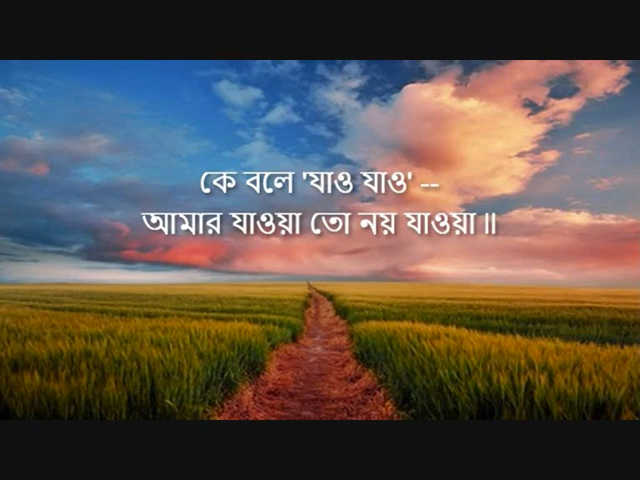 কে বলে 'যাও যাও' --
আমার যাওয়া তো নয় যাওয়া॥